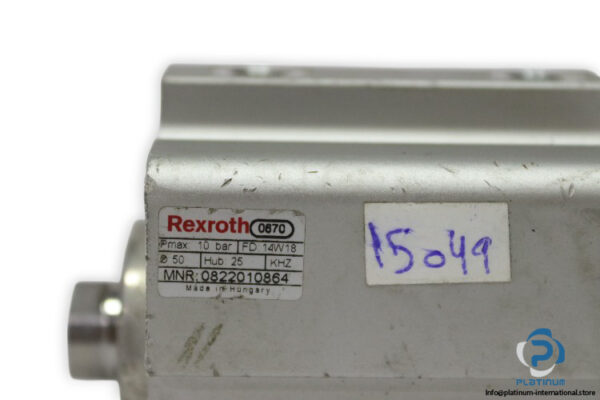 Rexroth 0670
Pmax: 10 bar FD 14W18
Ø 50 Hub 25 KHZ
MNR: 0822010864
Made in Hungary
15049
PLATINUM
info@platinum-international.store